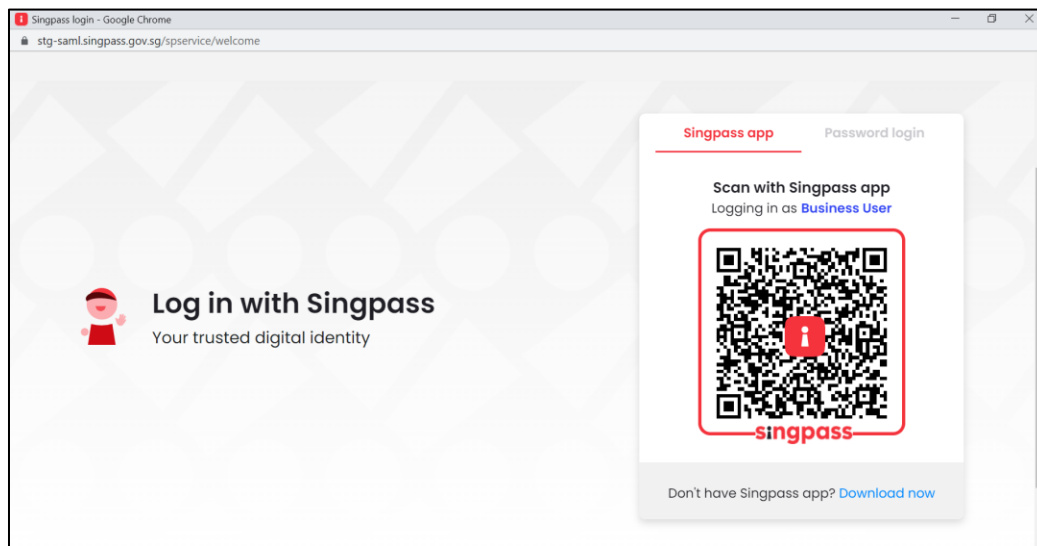 Singpass login - Google Chrome
stg-saml.singpass.gov.sg/spservice/welcome
Log in with Singpass
Your trusted digital identity
Singpass app
Password login
Scan with Singpass app
Logging in as Business User
singpass
Don't have Singpass app? Download now